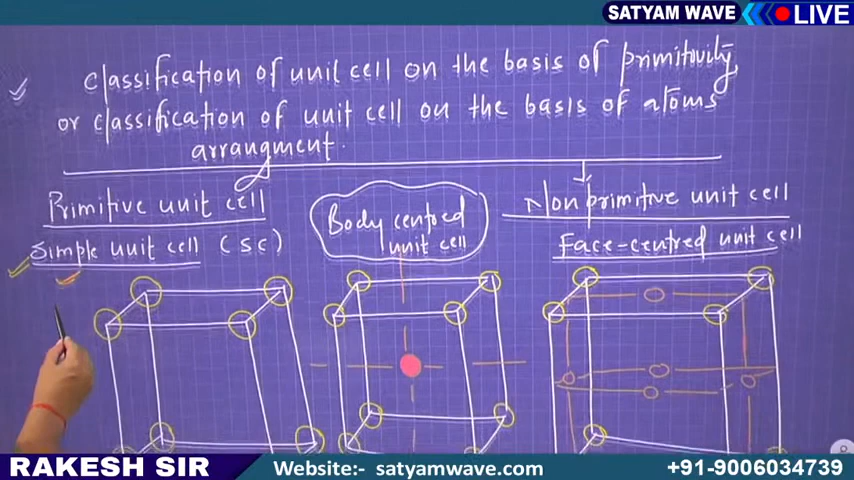 SATYAM WAVE LIVE
classification of unit cell on the basis of primitivity,
or classification of unit cell on the basis of atoms
arrangment.
Primitive unit cell
Simple unit cell (SC)
Body centred
unit cell
Non primitive unit cell
Face-centred unit cell
RAKESH SIR
Website:- satyamwave.com
+91-9006034739